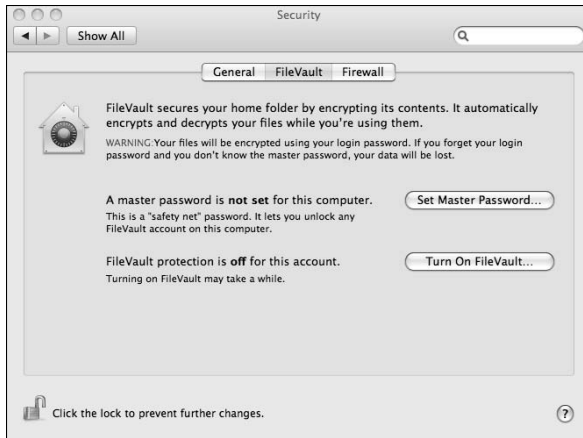 Security
Show All
General FileVault Firewall
FileVault secures your home folder by encrypting its contents. It automatically
encrypts and decrypts your files while you're using them.
WARNING:Your files will be encrypted using your login password. If you forget your login
password and you don't know the master password, your data will be lost.
A master password is not set for this computer.
Set Master Password...
This is a "safety net" password. It lets you unlock any
FileVault account on this computer.
FileVault protection is off for this account.
Turn On FileVault...
Turning on FileVault may take a while.
Click the lock to prevent further changes.
?